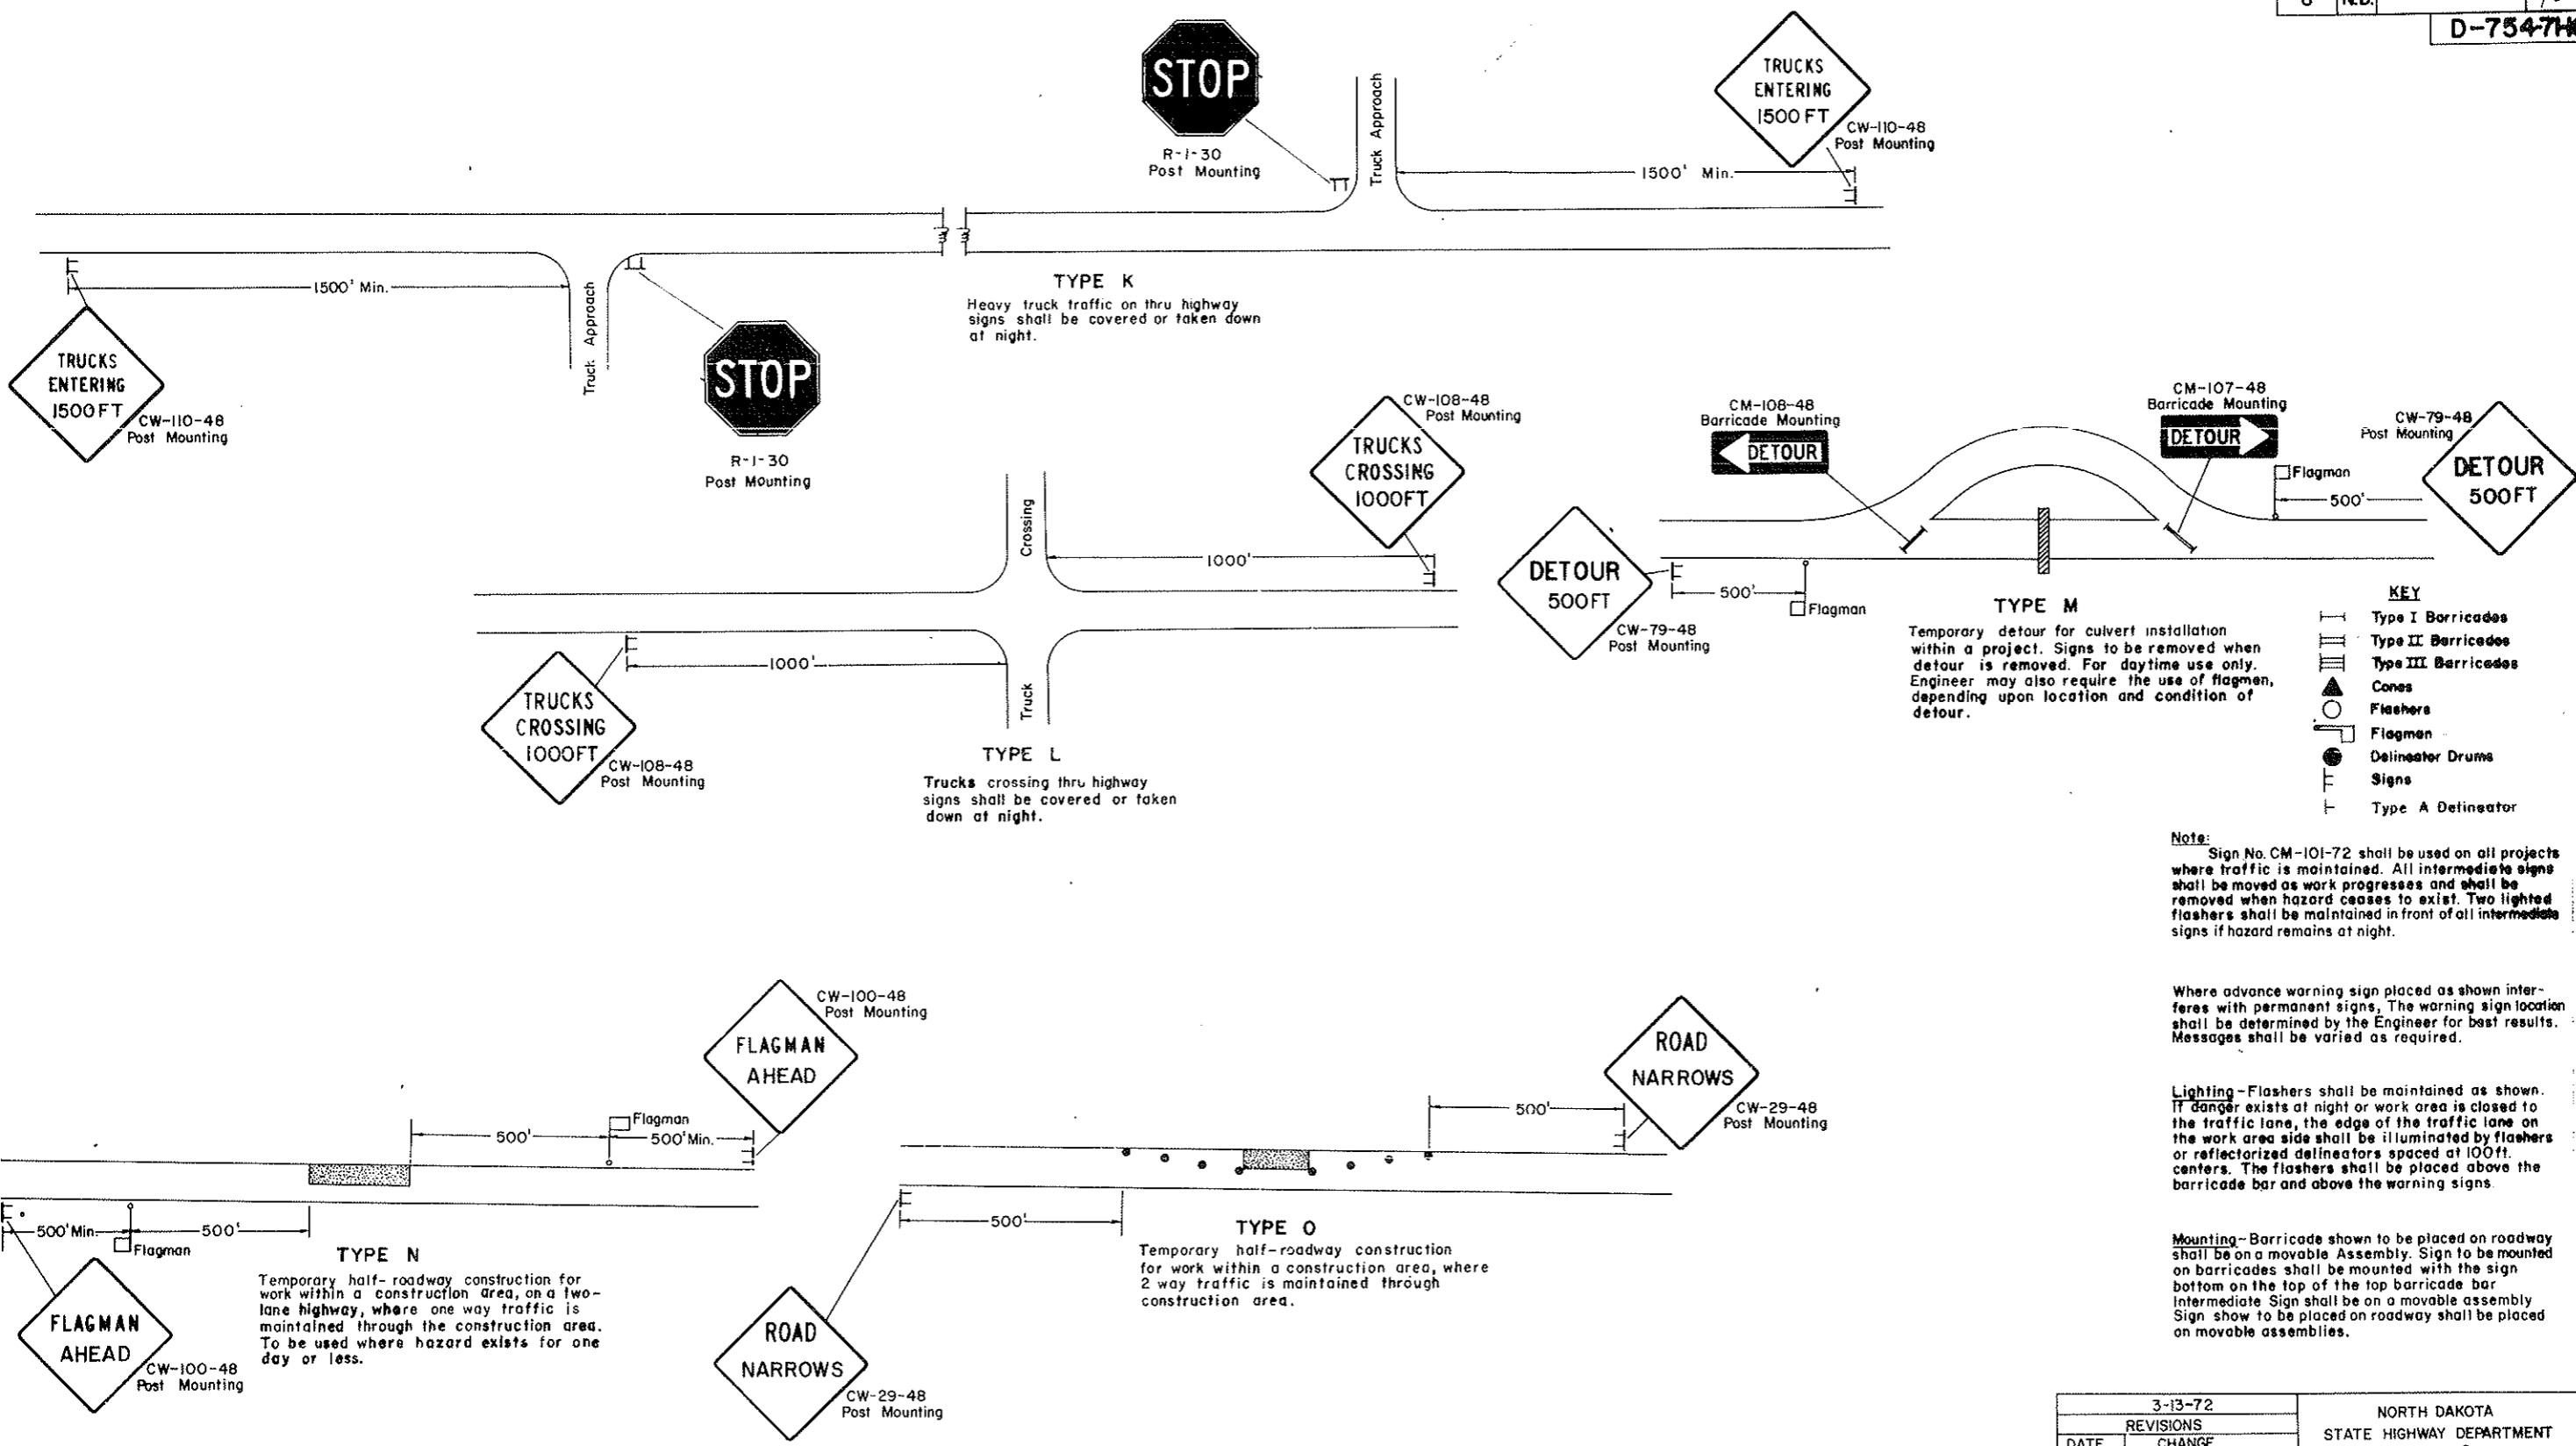 D-754-7H
STOP
R-1-30
Post Mounting
Truck Approach
TRUCKS
ENTERING
1500 FT
CW-110-48
Post Mounting
1500' Min.
1500' Min.
Truck Approach
TRUCKS
ENTERING
1500 FT
CW-110-48
Post Mounting
STOP
R-1-30
Post Mounting
TYPE K
Heavy truck traffic on thru highway
signs shall be covered or taken down
at night.
CW-108-48
Post Mounting
TRUCKS
CROSSING
1000FT
Crossing
1000'
1000'
Truck
TRUCKS
CROSSING
1000FT
CW-108-48
Post Mounting
TYPE L
Trucks crossing thru highway
signs shall be covered or taken
down at night.
CM-108-48
Barricade Mounting
DETOUR
CM-107-48
Barricade Mounting
DETOUR
CW-79-48
Post Mounting
DETOUR
500FT
Flagman
500'
DETOUR
500FT
500'
Flagman
CW-79-48
Post Mounting
TYPE M
Temporary detour for culvert installation
within a project. Signs to be removed when
detour is removed. For daytime use only.
Engineer may also require the use of flagmen,
depending upon location and condition of
detour.
KEY
Type I Barricades
Type II Barricades
Type III Barricades
Cones
Flashers
Flagman
Delineator Drums
Signs
Type A Delineator
Note:
Sign No. CM-101-72 shall be used on all projects
where traffic is maintained. All intermediate signs
shall be moved as work progresses and shall be
removed when hazard ceases to exist. Two lighted
flashers shall be maintained in front of all intermediate
signs if hazard remains at night.
Where advance warning sign placed as shown inter-
feres with permanent signs, The warning sign location
shall be determined by the Engineer for best results.
Messages shall be varied as required.
Lighting-Flashers shall be maintained as shown.
If danger exists at night or work area is closed to
the traffic lane, the edge of the traffic lane on
the work area side shall be illuminated by flashers
or reflectorized delineators spaced at 100ft.
centers. The flashers shall be placed above the
barricade bar and above the warning signs.
Mounting-Barricade shown to be placed on roadway
shall be on a movable Assembly. Sign to be mounted
on barricades shall be mounted with the sign
bottom on the top of the top barricade bar
Intermediate Sign shall be on a movable assembly
Sign show to be placed on roadway shall be placed
on movable assemblies.
CW-100-48
Post Mounting
FLAGMAN
AHEAD
Flagman
500'
500' Min.
500' Min.
500'
Flagman
FLAGMAN
AHEAD
CW-100-48
Post Mounting
TYPE N
Temporary half-roadway construction for
work within a construction area, on a two-
lane highway, where one way traffic is
maintained through the construction area.
To be used where hazard exists for one
day or less.
ROAD
NARROWS
CW-29-48
Post Mounting
500'
500'
TYPE O
Temporary half-roadway construction
for work within a construction area, where
2 way traffic is maintained through
construction area.
ROAD
NARROWS
CW-29-48
Post Mounting
3-13-72
REVISIONS
DATE CHANGE
NORTH DAKOTA
STATE HIGHWAY DEPARTMENT